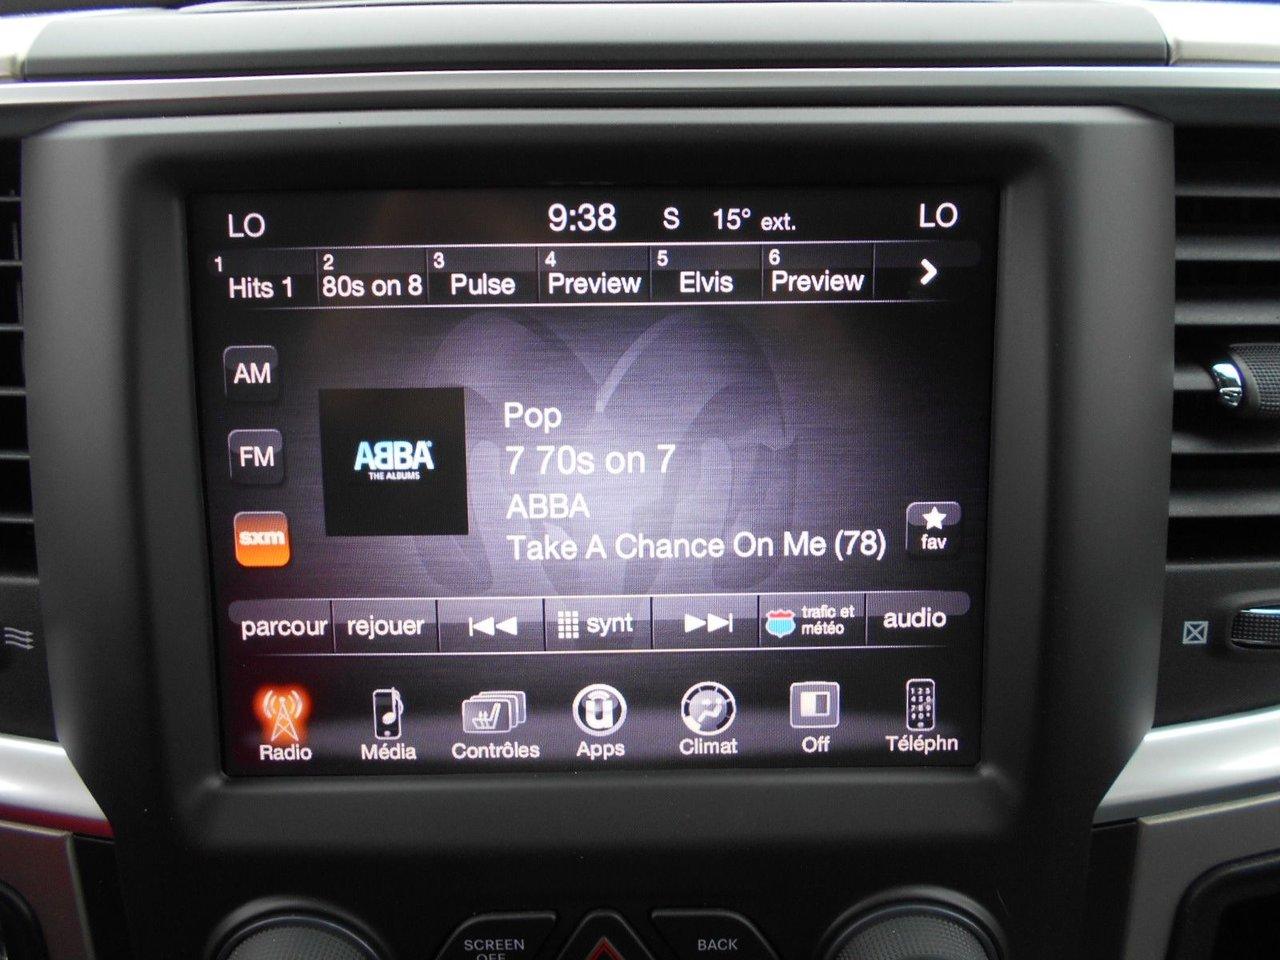 LO 9:38 S 15° ext. LO
1 Hits 1 2 80s on 8 3 Pulse 4 Preview 5 Elvis 6 Preview
AM
FM
sxm
ABBA
THE ALBUMS
Pop
7 70s on 7
ABBA
Take A Chance On Me (78)
fav
parcour rejouer synt trafic et météo audio
Radio Média Contrôles Apps Climat Off Téléphn
SCREEN
OFF
BACK